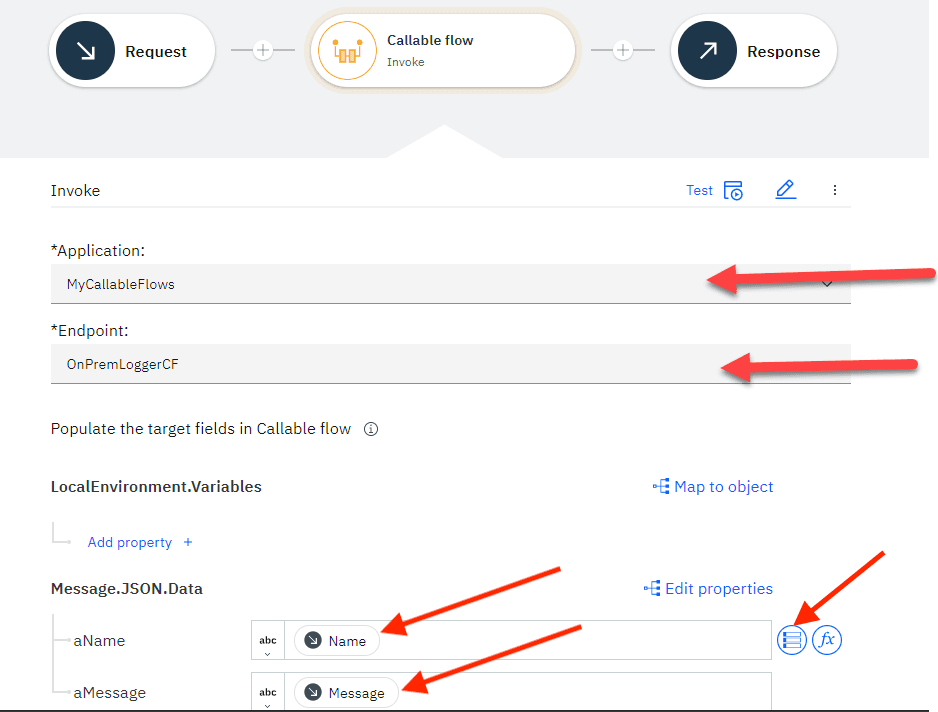 Request
Callable flow
Invoke
Response
Invoke
Test
*Application:
MyCallableFlows
*Endpoint:
OnPremLoggerCF
Populate the target fields in Callable flow
LocalEnvironment.Variables
Map to object
Add property +
Message.JSON.Data
Edit properties
aName
abc
Name
fx
aMessage
abc
Message